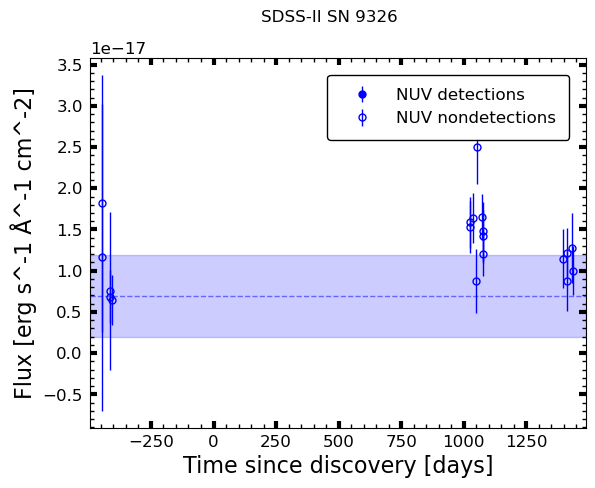 SDSS-II SN 9326
1e−17
NUV detections
NUV nondetections
3.5
3.0
2.5
2.0
1.5
1.0
0.5
0.0
−0.5
Flux [erg s^-1 Å^-1 cm^-2]
−250 0 250 500 750 1000 1250
Time since discovery [days]